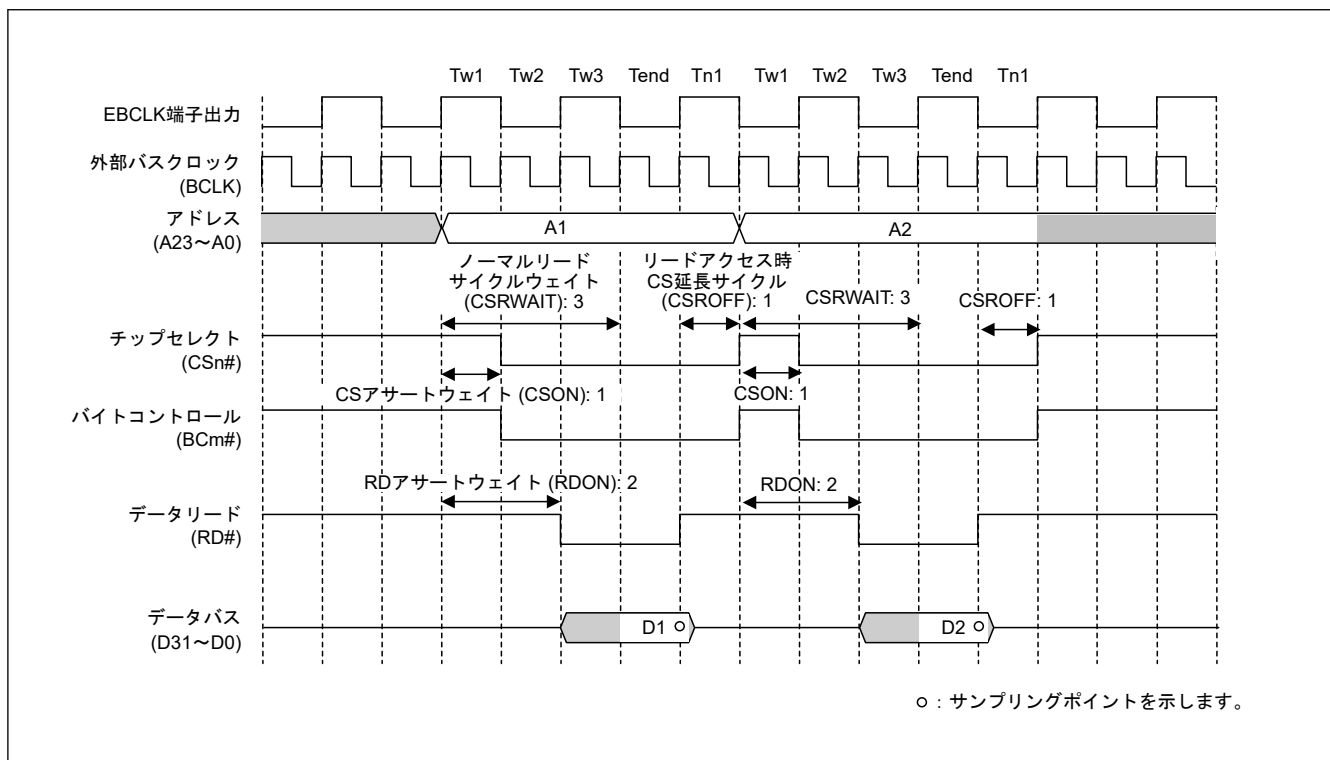 Tw1 Tw2 Tw3 Tend Tn1 Tw1 Tw2 Tw3 Tend Tn1
EBCLK端子出力
外部バスクロック
(BCLK)
アドレス
(A23～A0)
A1
A2
ノーマルリード
サイクルウェイト
(CSRWAIT): 3
リードアクセス時
CS延長サイクル
(CSROFF): 1
CSRWAIT: 3
CSROFF: 1
チップセレクト
(CSn#)
CSアサートウェイト (CSON): 1
CSON: 1
バイトコントロール
(BCm#)
RDアサートウェイト (RDON): 2
RDON: 2
データリード
(RD#)
データバス
(D31～D0)
D1
D2
：サンプリングポイントを示します。